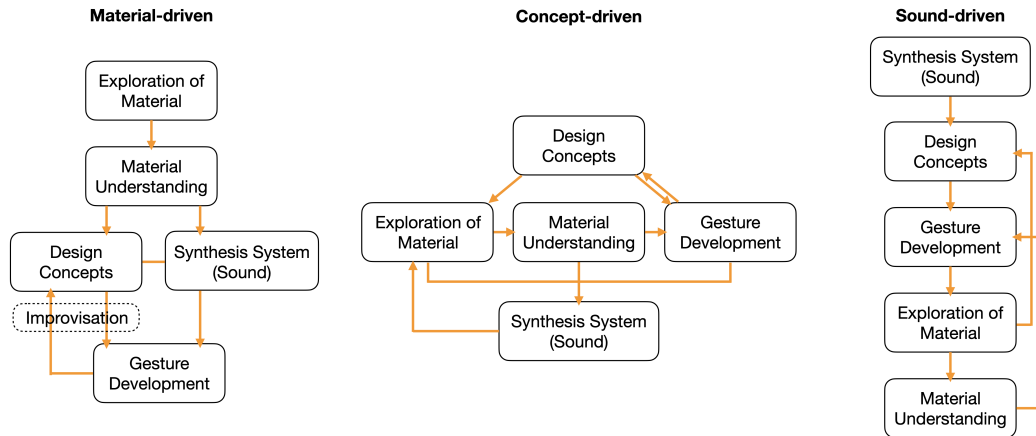 Material-driven
Exploration of
Material
Material
Understanding
Design
Concepts
Synthesis System
(Sound)
Improvisation
Gesture
Development
Concept-driven
Design
Concepts
Exploration of
Material
Material
Understanding
Gesture
Development
Synthesis System
(Sound)
Sound-driven
Synthesis System
(Sound)
Design
Concepts
Gesture
Development
Exploration of
Material
Material
Understanding